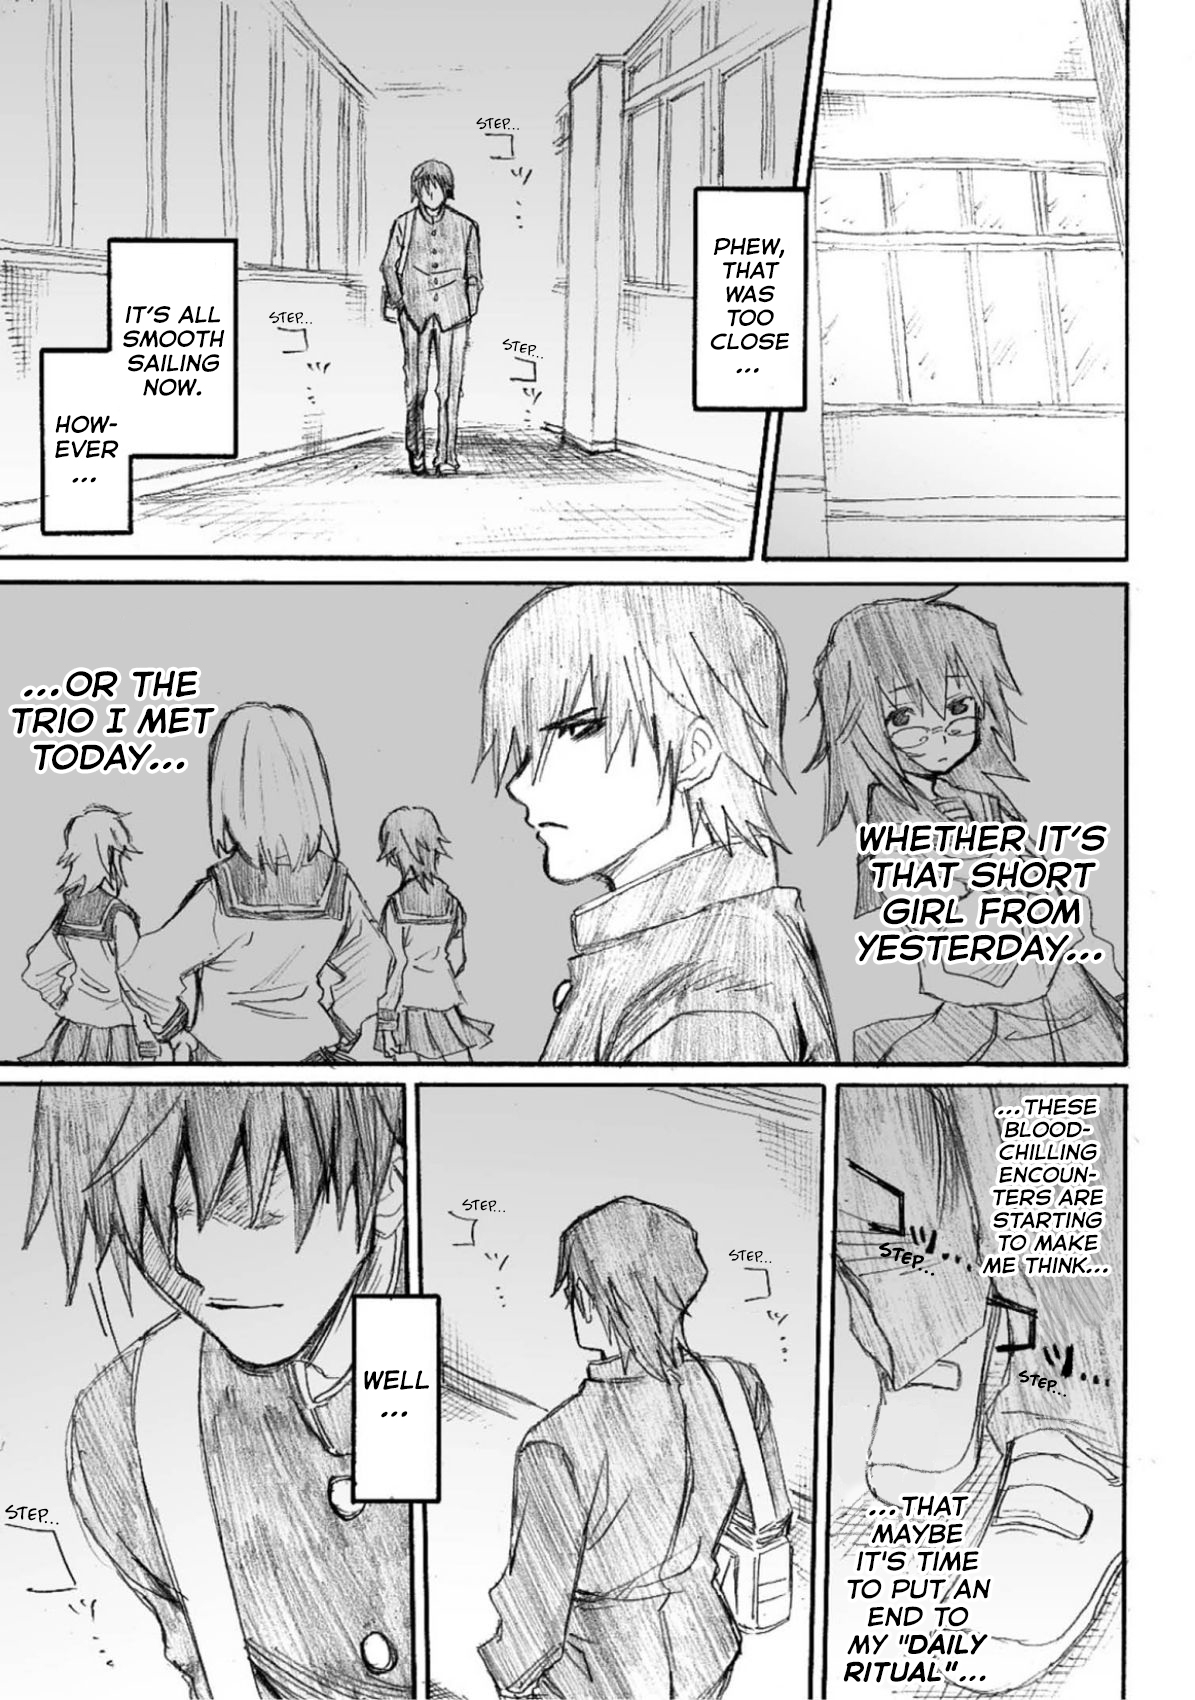 PHEW,
THAT
WAS
TOO
CLOSE
...
STEP...
STEP...
STEP...
IT'S ALL
SMOOTH
SAILING
NOW.
HOW-
EVER
...
WHETHER IT'S
THAT SHORT
GIRL FROM
YESTERDAY...
...OR THE
TRIO I MET
TODAY...
...THESE
BLOOD-
CHILLING
ENCOUN-
TERS ARE
STARTING
TO MAKE
ME THINK...
STEP...
STEP...
...THAT
MAYBE
IT'S TIME
TO PUT AN
END TO
MY "DAILY
RITUAL"...
STEP...
STEP...
WELL
...
STEP...